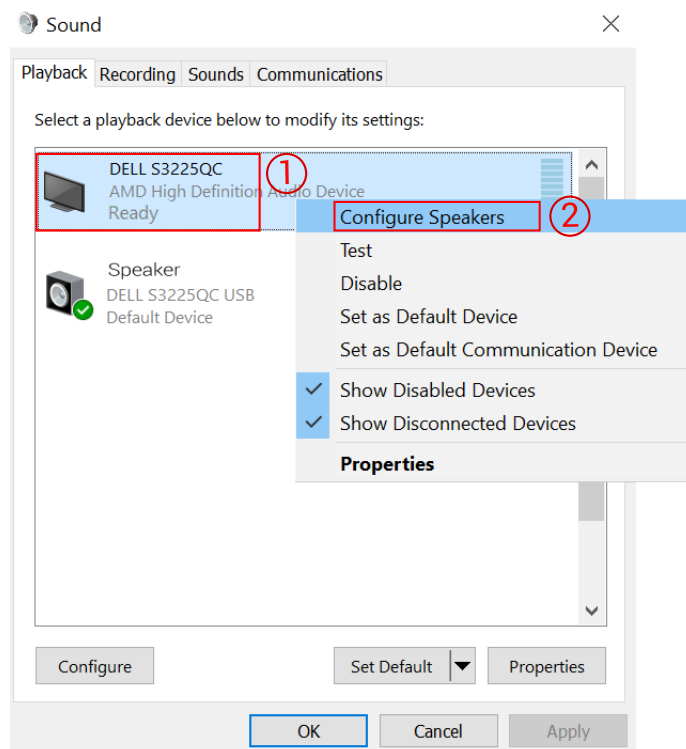 Sound
Playback Recording Sounds Communications
Select a playback device below to modify its settings:
DELL S3225QC
1
AMD High Definition Audio Device
Ready
Configure Speakers
2
Test
Speaker
Disable
DELL S3225QC USB
Default Device
Set as Default Device
Set as Default Communication Device
Show Disabled Devices
Show Disconnected Devices
Properties
Configure Set Default Properties
OK Cancel Apply